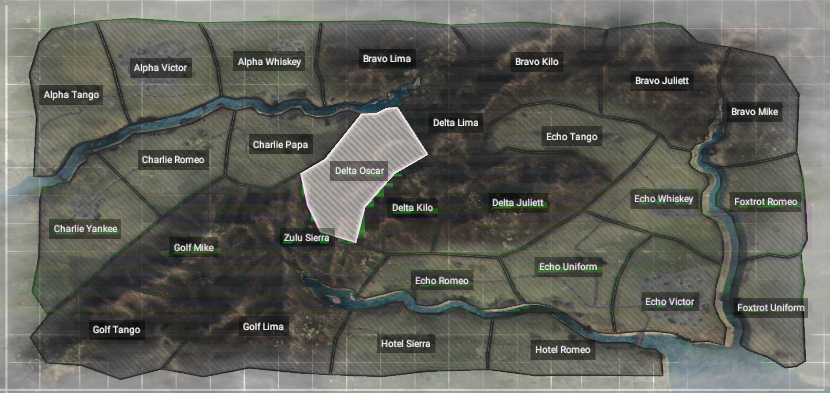 Bravo Lima
Alpha Whiskey
Bravo Kilo
Alpha Victor
Bravo Juliett
Alpha Tango
Bravo Mike
Delta Lima
Echo Tango
Charlie Papa
Charlie Romeo
Delta Oscar
Echo Whiskey
Foxtrot Romeo
Delta Juliett
Delta Kilo
Charlie Yankee
Zulu Sierra
Golf Mike
Echo Uniform
Echo Romeo
Echo Victor
Foxtrot Uniform
Golf Lima
Golf Tango
Hotel Sierra
Hotel Romeo